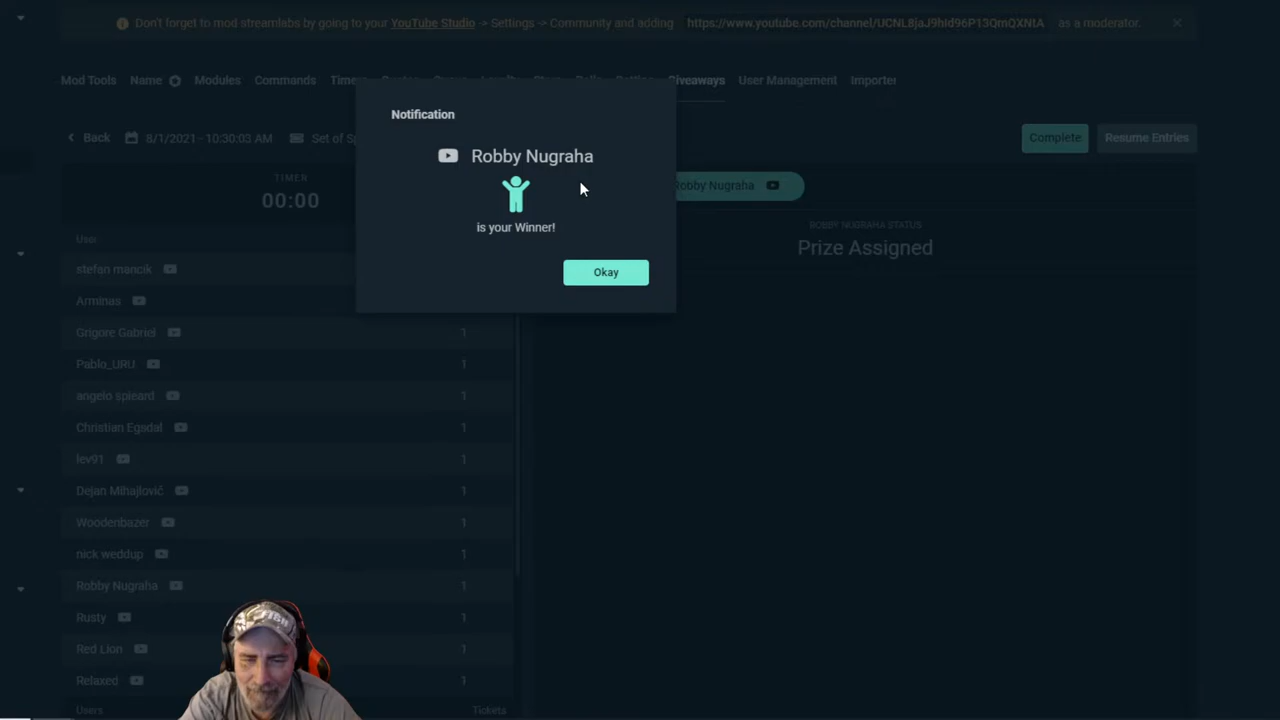 Don't forget to mod streamlabs by going to your YouTube Studio -> Settings -> Community and adding https://www.youtube.com/channel/UCNL8jaJ9hId96P13QmQXNtA as a moderator.
Mod Tools Name Modules Commands Giveaways User Management Importer
Back 8/1/2021 - 10:30:03 AM Set of Complete Resume Entries
Notification
Robby Nugraha
is your Winner!
Okay
TIMER
00:00
Robby Nugraha
ROBBY NUGRAHA STATUS
Prize Assigned
User
stefan mancik
Arminas
Grigore Gabriel 1
Pablo_URU 1
angelo spieard 1
Christian Egsdal 1
lev91 1
Dejan Mihajlovič 1
Woodenbazer 1
nick weddup 1
Robby Nugraha 1
Rusty 1
Red Lion 1
Relaxed 1
Users Tickets
FISH